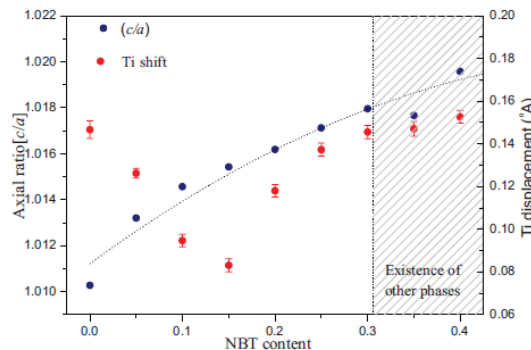 1.022
1.020
1.018
1.016
1.014
1.012
1.010
Axial ratio[c/a]
(c/a)
Ti shift
Existence of
other phases
0.20
0.18
0.16
0.14
0.12
0.10
0.08
0.06
Ti displacement (°A)
0.0
0.1
0.2
0.3
0.4
NBT content